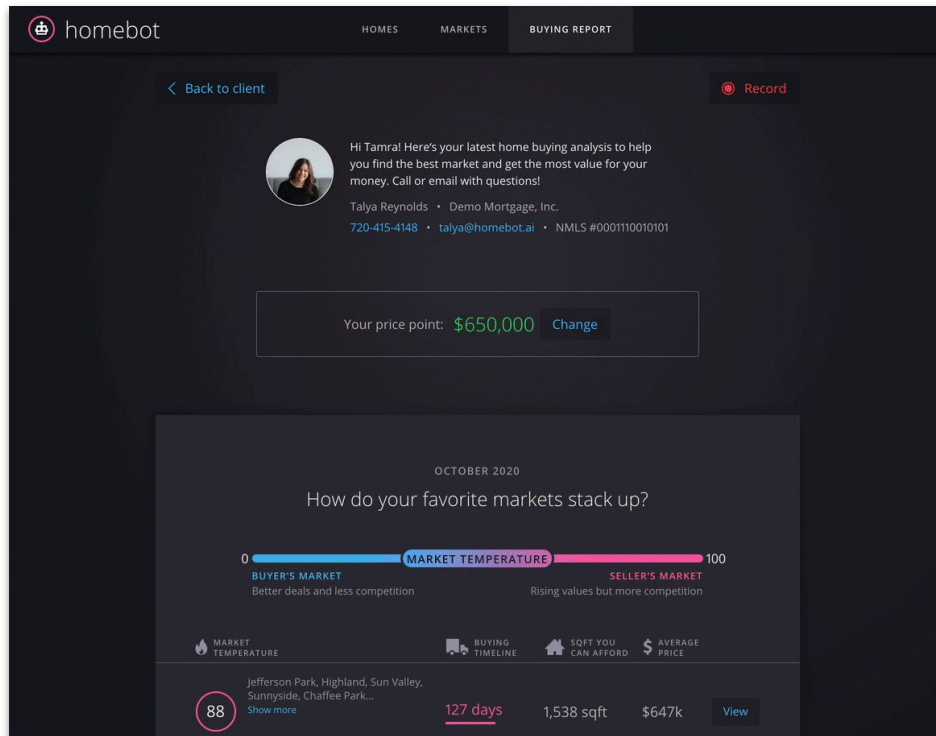 homebot
HOMES MARKETS BUYING REPORT
Back to client
Record
Hi Tamra! Here's your latest home buying analysis to help
you find the best market and get the most value for your
money. Call or email with questions!
Talya Reynolds • Demo Mortgage, Inc.
720-415-4148 • talya@homebot.ai • NMLS #0001110010101
Your price point: $650,000 Change
OCTOBER 2020
How do your favorite markets stack up?
0 MARKET TEMPERATURE 100
BUYER'S MARKET SELLER'S MARKET
Better deals and less competition Rising values but more competition
MARKET BUYING SQFT YOU AVERAGE
TEMPERATURE TIMELINE CAN AFFORD $ PRICE
Jefferson Park, Highland, Sun Valley,
Sunnyside, Chaffee Park...
88 Show more 127 days 1,538 sqft $647k View